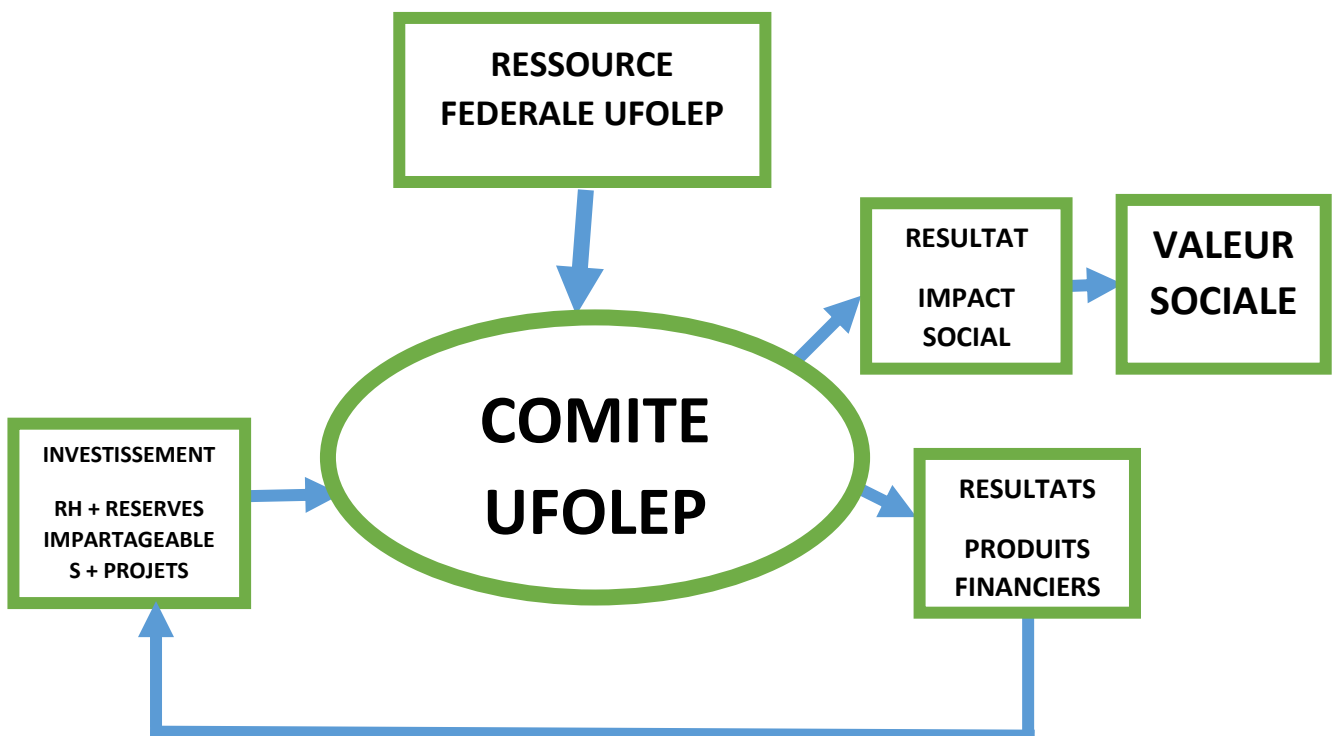 RESSOURCE
FEDERALE UFOLEP
RESULTAT
IMPACT
SOCIAL
VALEUR
SOCIALE
COMITE
UFOLEP
INVESTISSEMENT
RH + RESERVES
IMPARTAGEABLE
S + PROJETS
RESULTATS
PRODUITS
FINANCIERS